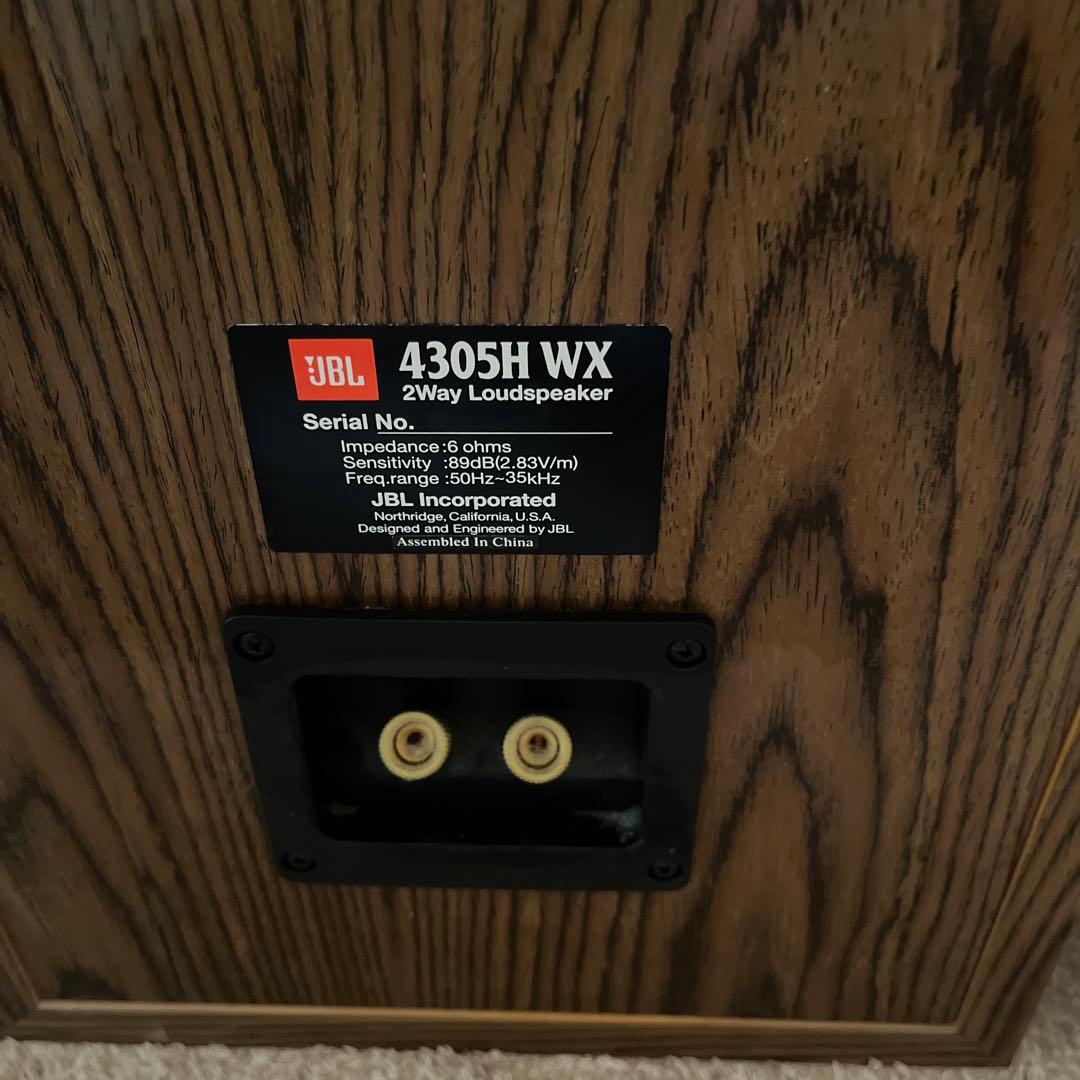 JBL 4305H WX
2Way Loudspeaker
Serial No.
Impedance:6 ohms
Sensitivity :89dB(2.83V/m)
Freq.range :50Hz~35kHz
JBL Incorporated
Northridge, California, U.S.A.
Designed and Engineered by JBL
Assembled In China